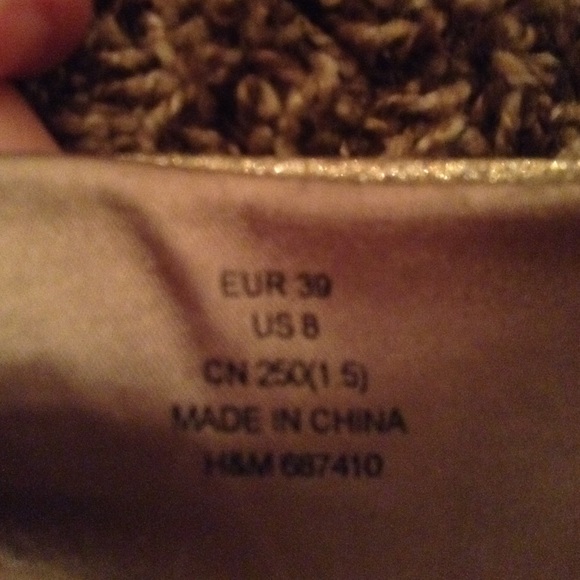 EUR 39
US 8
CN 250(1.5)
MADE IN CHINA
H&M 687410